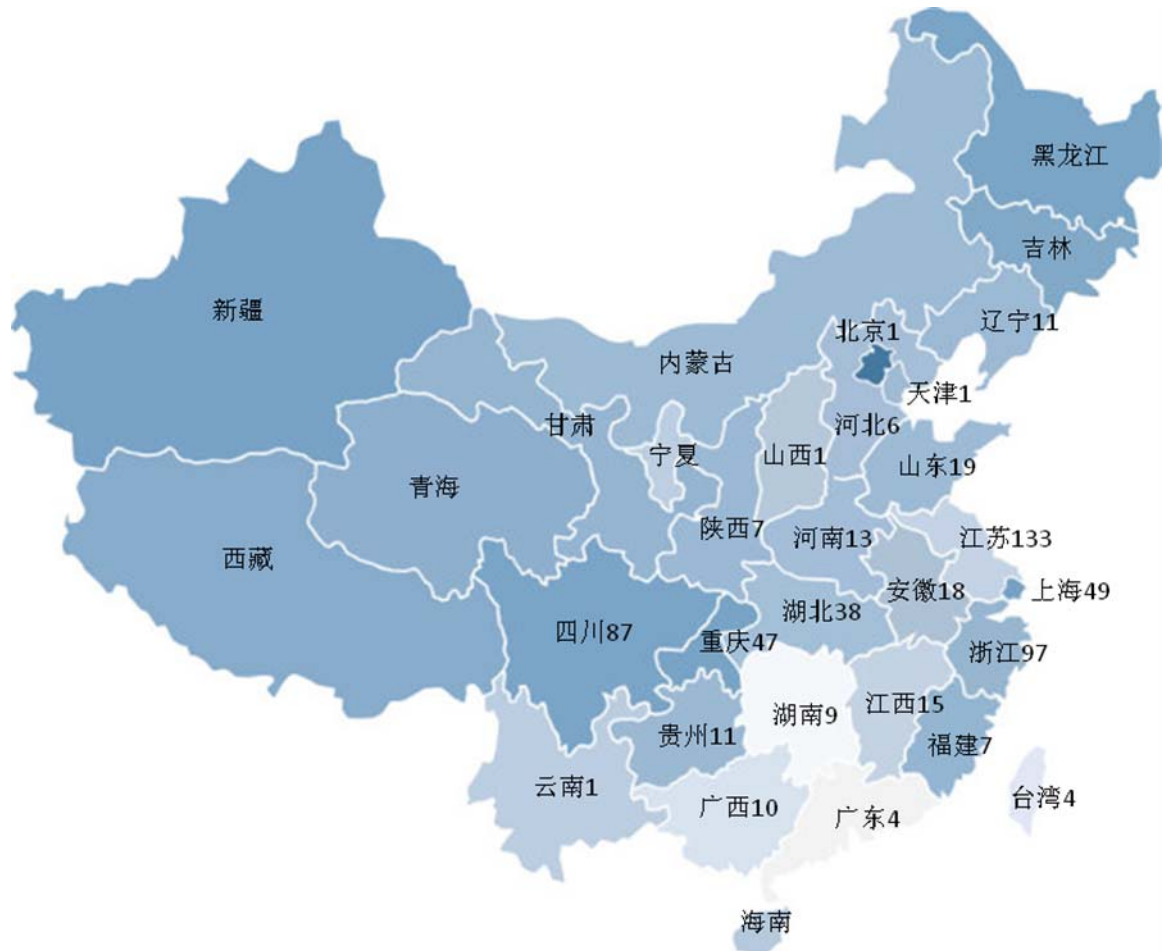 黑龙江
吉林
新疆
辽宁11
北京1
内蒙古
天津1
甘肃
河北6
宁夏
山西1
山东19
青海
陕西7
河南13
江苏133
西藏
安徽18
上海49
湖北38
四川87
重庆47
浙江97
江西15
湖南9
贵州11
福建7
云南1
广西10
台湾4
广东4
海南